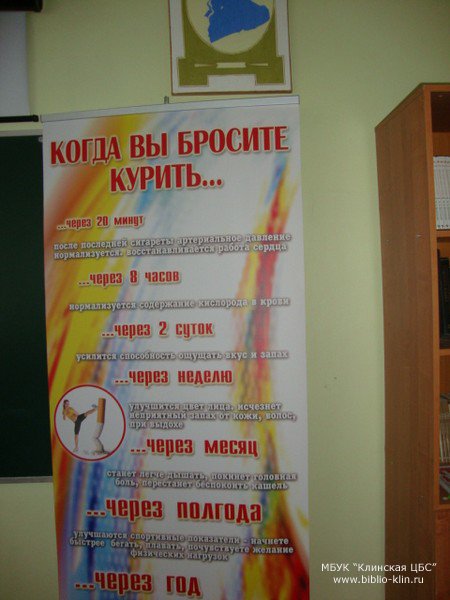 КОГДА ВЫ БРОСИТЕ
КУРИТЬ...
...через 20 минут
после последней сигареты артериальное давление
нормализуется, восстанавливается работа сердца
...через 8 часов
нормализуется содержание кислорода в крови
...через 2 суток
усилится способность ощущать вкус и запах
...через неделю
улучшится цвет лица, исчезнет
неприятный запах от кожи, волос,
при выдохе
...через месяц
станет легче дышать, покинет головная
боль, перестанет беспокоить кашель
...через полгода
улучшаются спортивные показатели - начнете
быстрее бегать, плавать, почувствуете желание
физических нагрузок
...через год
МБУК "Клинская ЦБС"
www.biblio-klin.ru